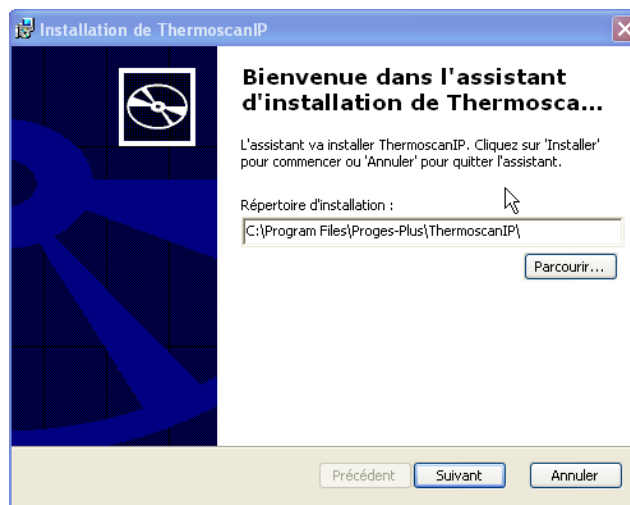 Installation de ThermoscanIP
Bienvenue dans l'assistant
d'installation de Thermosca...
L'assistant va installer ThermoscanIP. Cliquez sur 'Installer'
pour commencer ou 'Annuler' pour quitter l'assistant.
Répertoire d'installation :
C:\Program Files\Proges-Plus\ThermoscanIP\
Parcourir...
Précédent Suivant Annuler